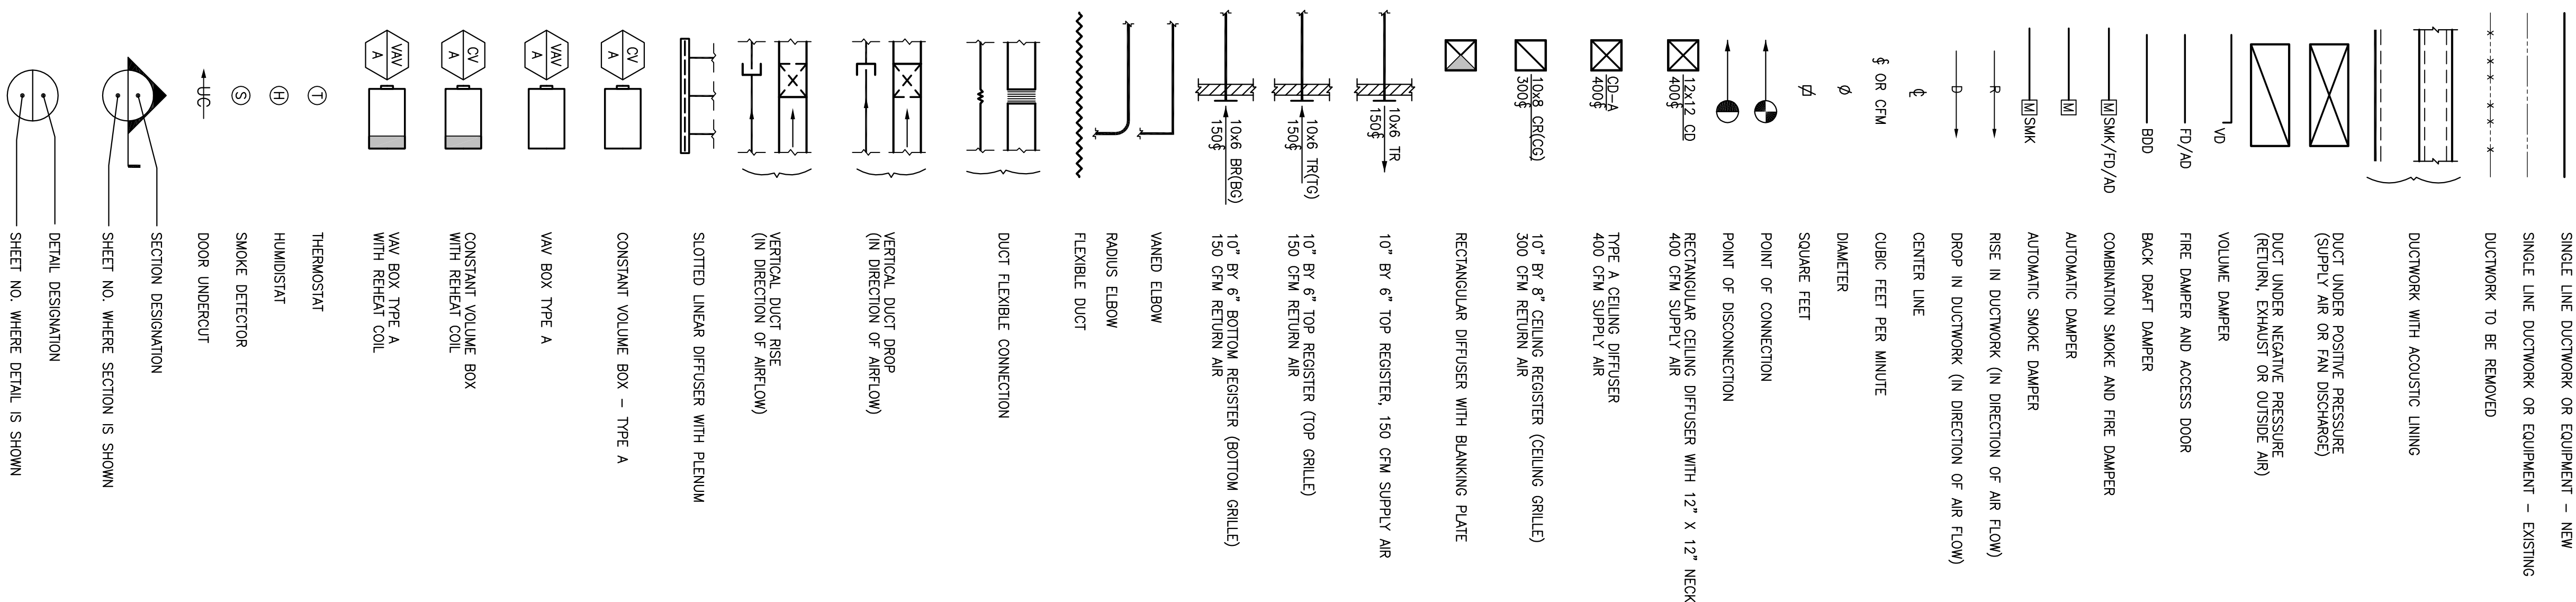 SINGLE LINE DUCTWORK OR EQUIPMENT – NEW
SINGLE LINE DUCTWORK OR EQUIPMENT – EXISTING
DUCTWORK TO BE REMOVED
DUCTWORK WITH ACOUSTIC LINING
DUCT UNDER POSITIVE PRESSURE
(SUPPLY AIR OR FAN DISCHARGE)
DUCT UNDER NEGATIVE PRESSURE
(RETURN, EXHAUST OR OUTSIDE AIR)
VD
VOLUME DAMPER
FD/AD
FIRE DAMPER AND ACCESS DOOR
BDD
BACK DRAFT DAMPER
M SMK/FD/AD
COMBINATION SMOKE AND FIRE DAMPER
M
AUTOMATIC DAMPER
M SMK
AUTOMATIC SMOKE DAMPER
R
RISE IN DUCTWORK (IN DIRECTION OF AIR FLOW)
D
DROP IN DUCTWORK (IN DIRECTION OF AIR FLOW)
℄
CENTER LINE
OR CFM
CUBIC FEET PER MINUTE
Ø
DIAMETER
SQUARE FEET
POINT OF CONNECTION
POINT OF DISCONNECTION
12x12 CD
400
RECTANGULAR CEILING DIFFUSER WITH 12" X 12" NECK
400 CFM SUPPLY AIR
CD–A
400
TYPE A CEILING DIFFUSER
400 CFM SUPPLY AIR
10x8 CR(CG)
300
10" BY 8" CEILING REGISTER (CEILING GRILLE)
300 CFM RETURN AIR
RECTANGULAR DIFFUSER WITH BLANKING PLATE
10x6 TR
150
10" BY 6" TOP REGISTER, 150 CFM SUPPLY AIR
10x6 TR(TG)
150
10" BY 6" TOP REGISTER (TOP GRILLE)
150 CFM RETURN AIR
10x6 BR(BG)
150
10" BY 6" BOTTOM REGISTER (BOTTOM GRILLE)
150 CFM RETURN AIR
VANED ELBOW
RADIUS ELBOW
FLEXIBLE DUCT
DUCT FLEXIBLE CONNECTION
VERTICAL DUCT DROP
(IN DIRECTION OF AIRFLOW)
VERTICAL DUCT RISE
(IN DIRECTION OF AIRFLOW)
SLOTTED LINEAR DIFFUSER WITH PLENUM
CV
A
CONSTANT VOLUME BOX – TYPE A
VAV
A
VAV BOX TYPE A
CV
A
CONSTANT VOLUME BOX
WITH REHEAT COIL
VAV
A
VAV BOX TYPE A
WITH REHEAT COIL
T
THERMOSTAT
H
HUMIDISTAT
S
SMOKE DETECTOR
UC
DOOR UNDERCUT
SECTION DESIGNATION
SHEET NO. WHERE SECTION IS SHOWN
DETAIL DESIGNATION
SHEET NO. WHERE DETAIL IS SHOWN